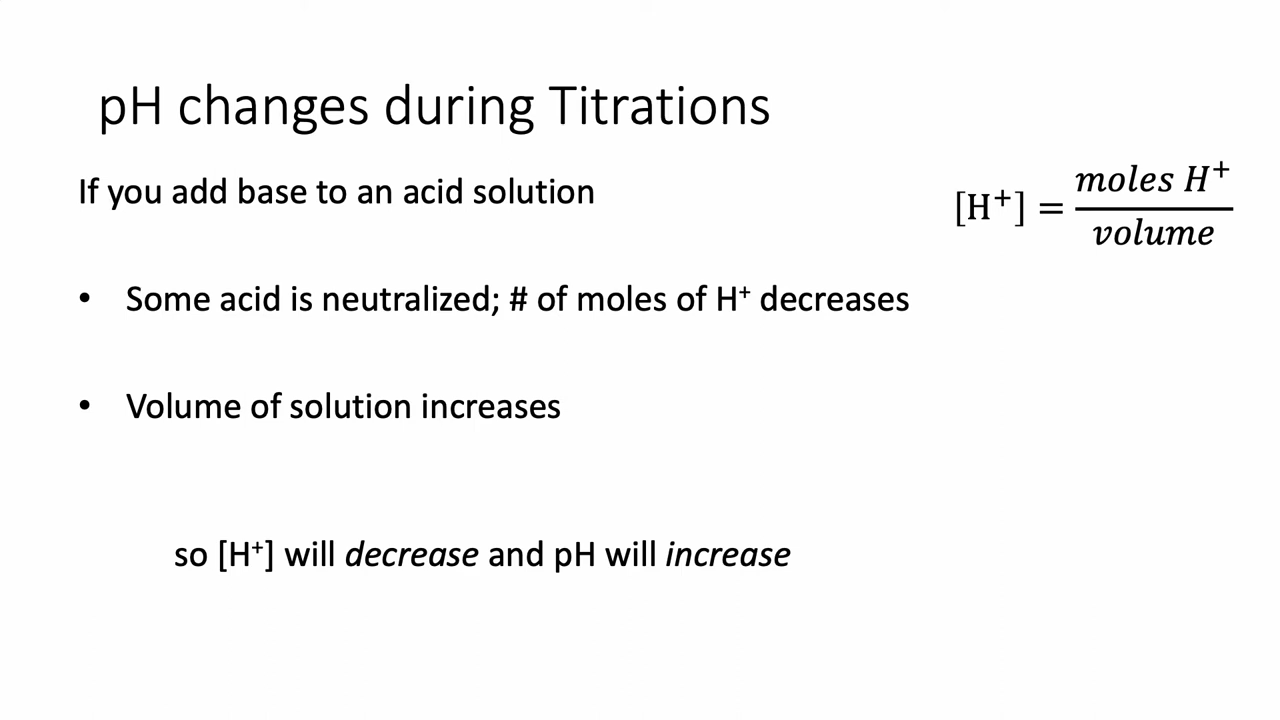 pH changes during Titrations
If you add base to an acid solution
[H⁺] = moles H⁺ / volume
• Some acid is neutralized; # of moles of H⁺ decreases
• Volume of solution increases
so [H⁺] will decrease and pH will increase